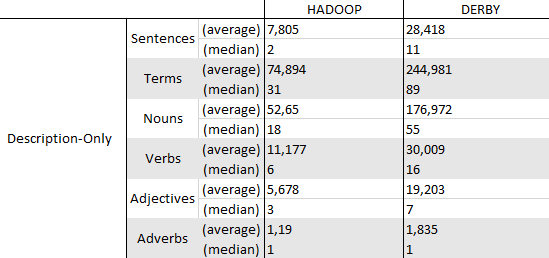 HADOOP DERBY
Sentences (average) 7,805 28,418
(median) 2 11
Terms (average) 74,894 244,981
(median) 31 89
Nouns (average) 52,65 176,972
(median) 18 55
Description-Only
Verbs (average) 11,177 30,009
(median) 6 16
Adjectives (average) 5,678 19,203
(median) 3 7
Adverbs (average) 1,19 1,835
(median) 1 1